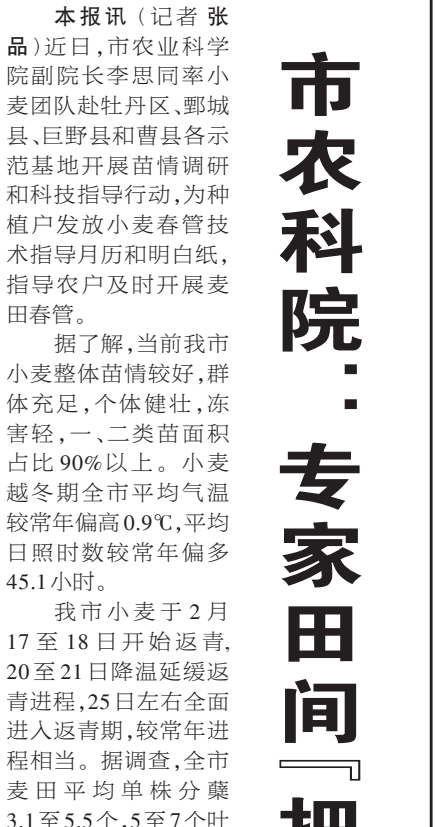 市农科院：专家田间『把
本报讯（记者 张
品）近日，市农业科学
院副院长李思同率小
麦团队赴牡丹区、鄄城
县、巨野县和曹县各示
范基地开展苗情调研
和科技指导行动，为种
植户发放小麦春管技
术指导月历和明白纸，
指导农户及时开展麦
田春管。
据了解，当前我市
小麦整体苗情较好，群
体充足，个体健壮，冻
害轻，一、二类苗面积
占比90%以上。小麦
越冬期全市平均气温
较常年偏高0.9℃，平均
日照时数较常年偏多
45.1小时。
我市小麦于2月
17至18日开始返青，
20至21日降温延缓返
青进程，25日左右全面
进入返青期，较常年进
程相当。据调查，全市
麦田平均单株分蘖
3.1至5.5个，5至7个叶